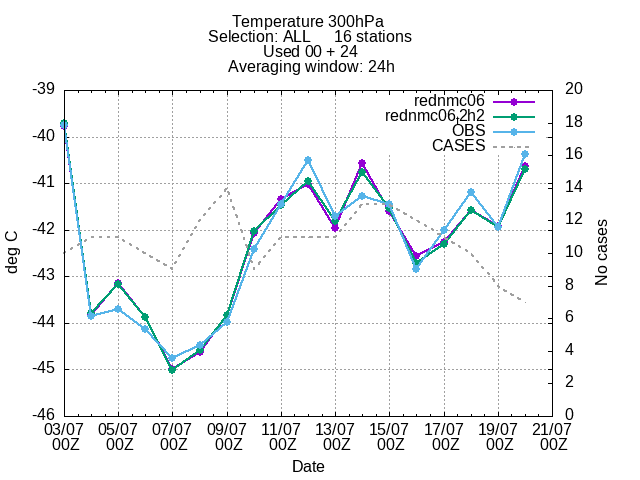 Temperature 300hPa
Selection: ALL 16 stations
Used 00 + 24
Averaging window: 24h
-39
-40
-41
-42
-43
-44
-45
-46
deg C
rednmc06
rednmc06,2h2
OBS
CASES
20
18
16
14
12
10
8
6
4
2
0
No cases
03/07 05/07 07/07 09/07 11/07 13/07 15/07 17/07 19/07 21/07
00Z 00Z 00Z 00Z 00Z 00Z 00Z 00Z 00Z 00Z
Date